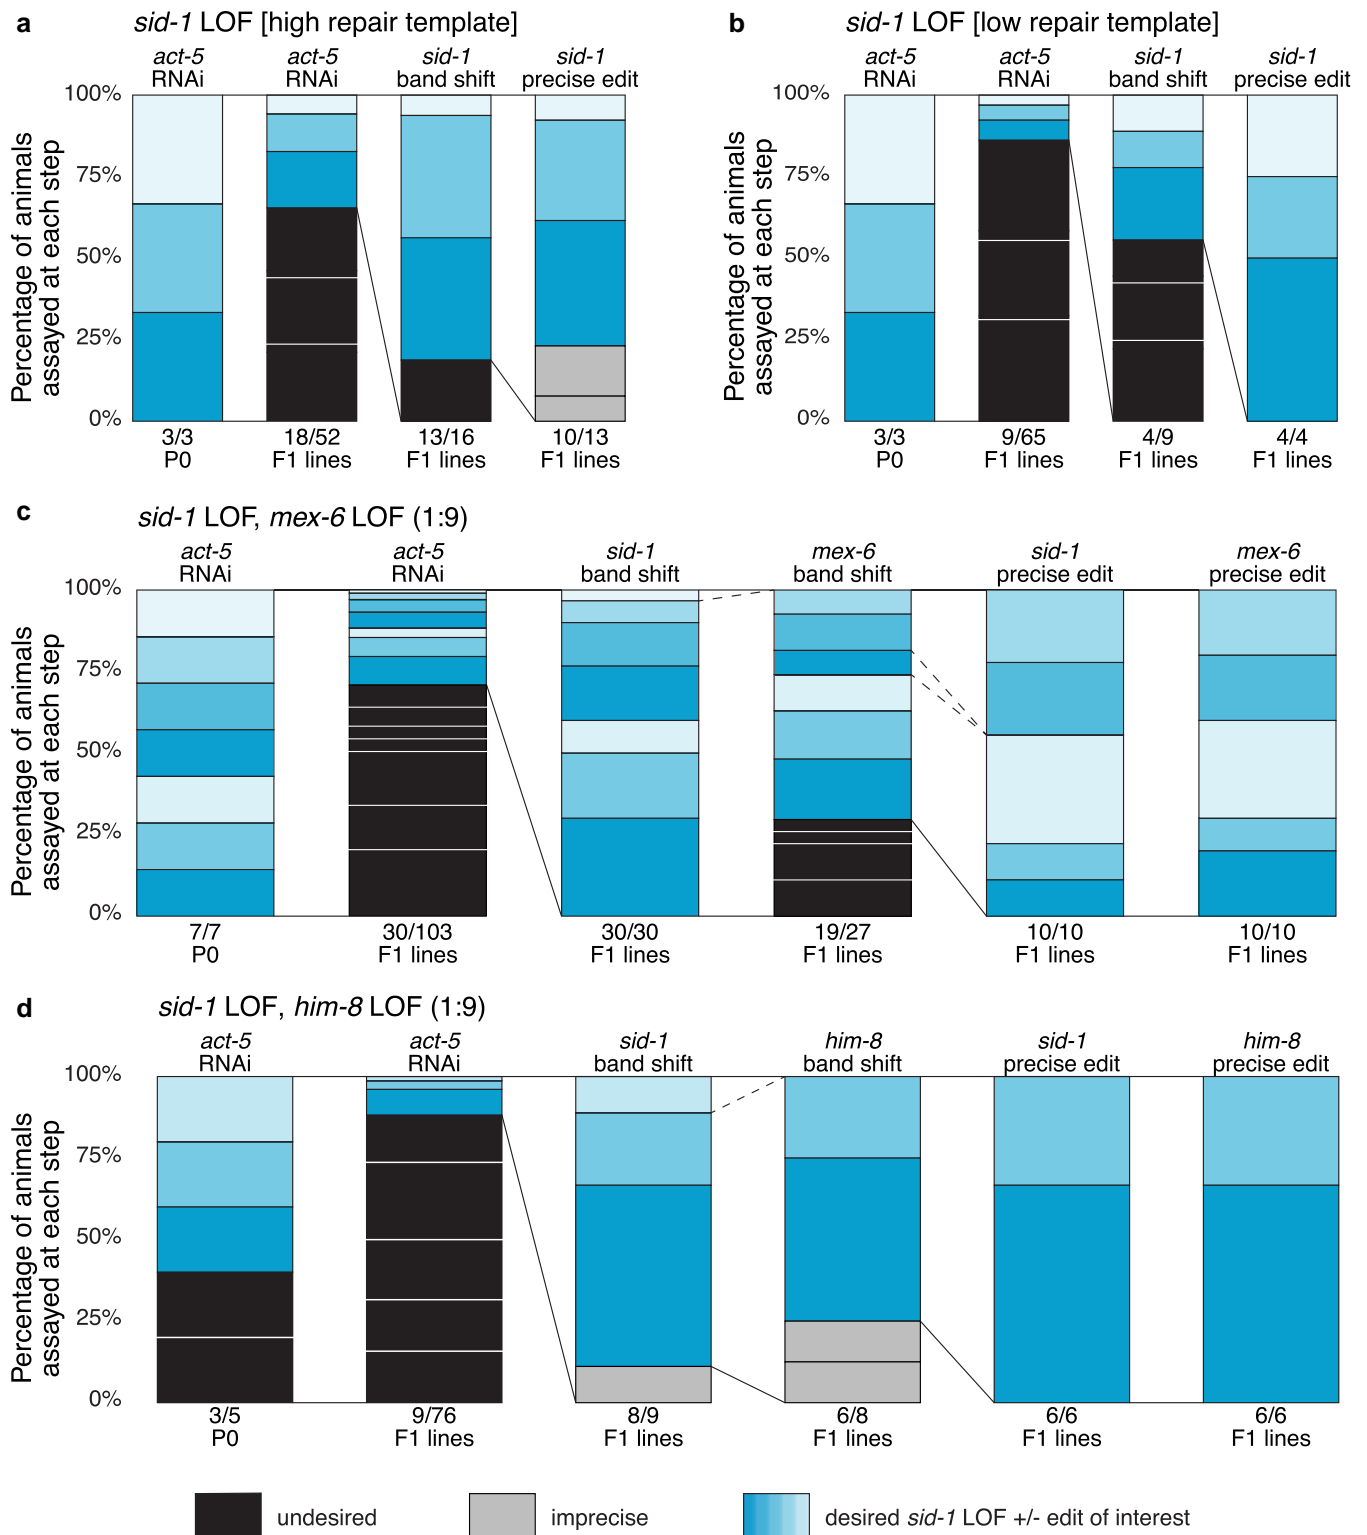 a
sid-1 LOF [high repair template]
act-5 RNAi
act-5 RNAi
sid-1 band shift
sid-1 precise edit
Percentage of animals
assayed at each step
100%
75%
50%
25%
0%
3/3 P0
18/52 F1 lines
13/16 F1 lines
10/13 F1 lines
b
sid-1 LOF [low repair template]
act-5 RNAi
act-5 RNAi
sid-1 band shift
sid-1 precise edit
Percentage of animals
assayed at each step
100%
75%
50%
25%
0%
3/3 P0
9/65 F1 lines
4/9 F1 lines
4/4 F1 lines
c
sid-1 LOF, mex-6 LOF (1:9)
act-5 RNAi
act-5 RNAi
sid-1 band shift
mex-6 band shift
sid-1 precise edit
mex-6 precise edit
Percentage of animals
assayed at each step
100%
75%
50%
25%
0%
7/7 P0
30/103 F1 lines
30/30 F1 lines
19/27 F1 lines
10/10 F1 lines
10/10 F1 lines
d
sid-1 LOF, him-8 LOF (1:9)
act-5 RNAi
act-5 RNAi
sid-1 band shift
him-8 band shift
sid-1 precise edit
him-8 precise edit
Percentage of animals
assayed at each step
100%
75%
50%
25%
0%
3/5 P0
9/76 F1 lines
8/9 F1 lines
6/8 F1 lines
6/6 F1 lines
6/6 F1 lines
undesired
imprecise
desired sid-1 LOF +/- edit of interest